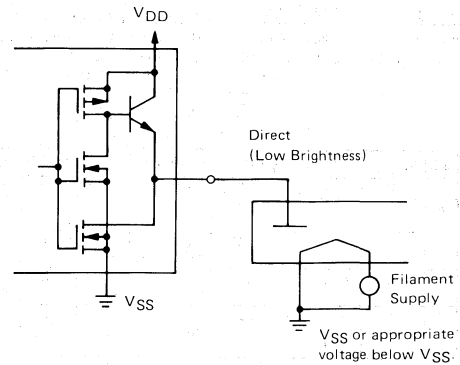 VDD
Direct
(Low Brightness)
VSS
Filament
Supply
VSS or appropriate
voltage below VSS.